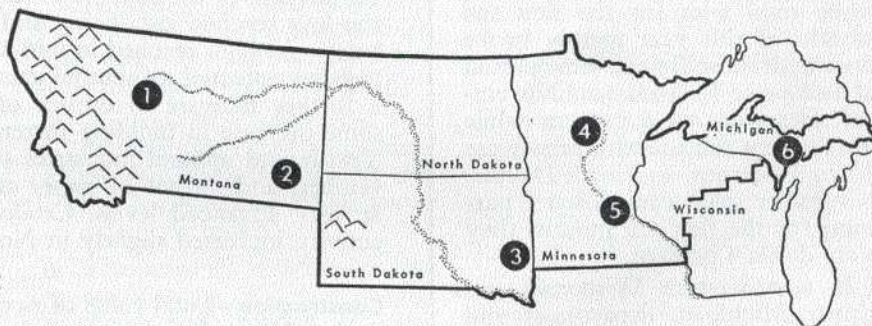 1
Michigan
4
6
North Dakota
Montana
2
5
Wisconsin
3
Minnesota
South Dakota